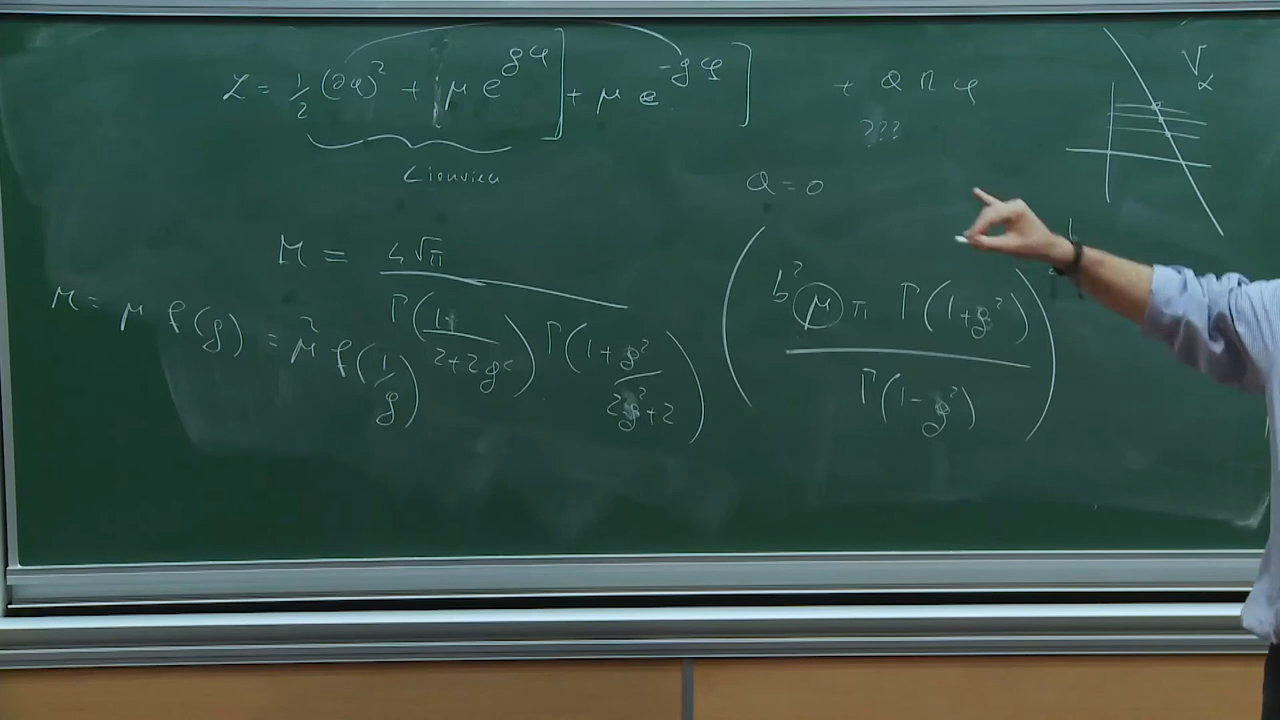 L = 1/2 (∂φ)² + [μ e^{gφ}] + μ e^{-gφ}] + Q R φ
???
Liouville
Q = 0
V_α
M = 4√π / Γ(1/(2+2g²)) Γ(1 + g²/(2g²+2)) (b² μ π Γ(1+g²) / Γ(1-g²))
M = μ f(g) = μ̃ f(1/g)